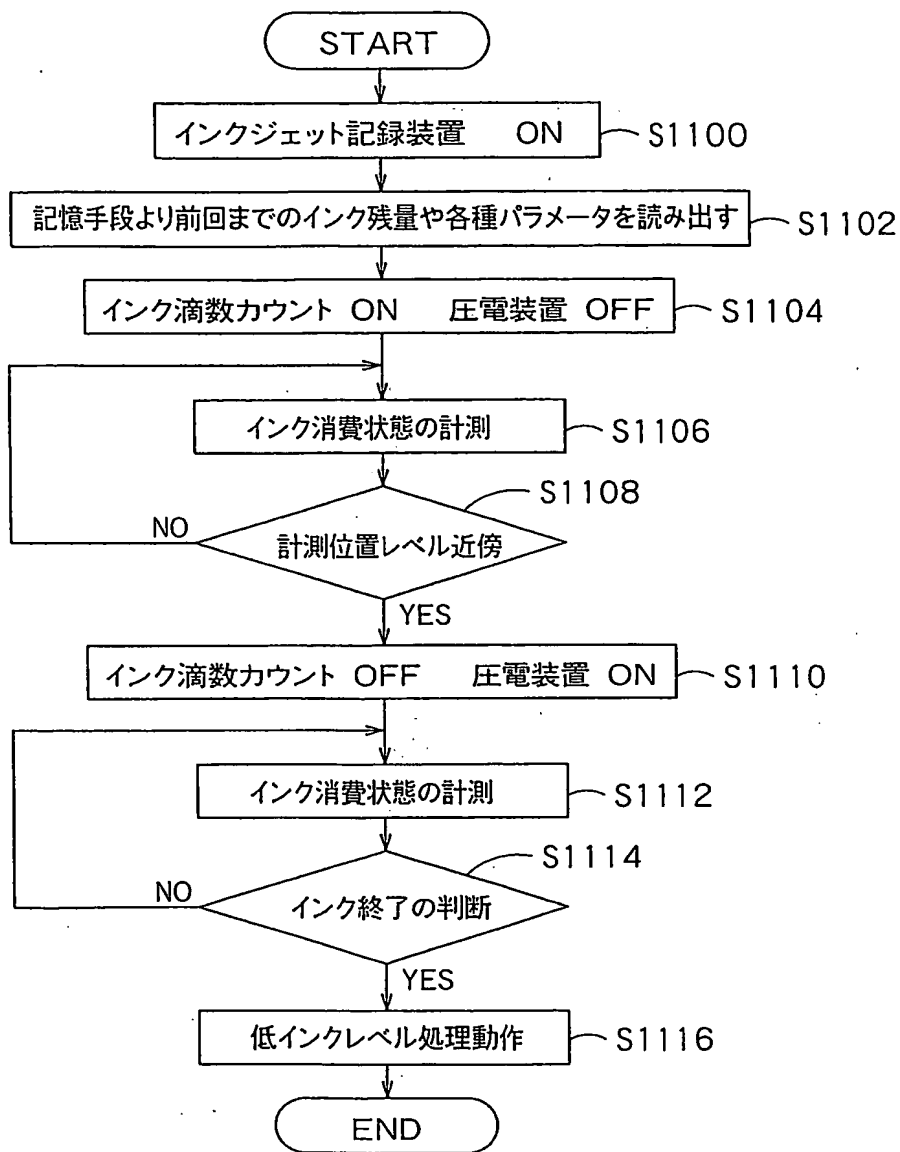 START
インクジェット記録装置 ON S1100
記憶手段より前回までのインク残量や各種パラメータを読み出す S1102
インク滴数カウント ON 圧電装置 OFF S1104
インク消費状態の計測 S1106
S1108
NO
計測位置レベル近傍
YES
インク滴数カウント OFF 圧電装置 ON S1110
インク消費状態の計測 S1112
S1114
NO
インク終了の判断
YES
低インクレベル処理動作 S1116
END